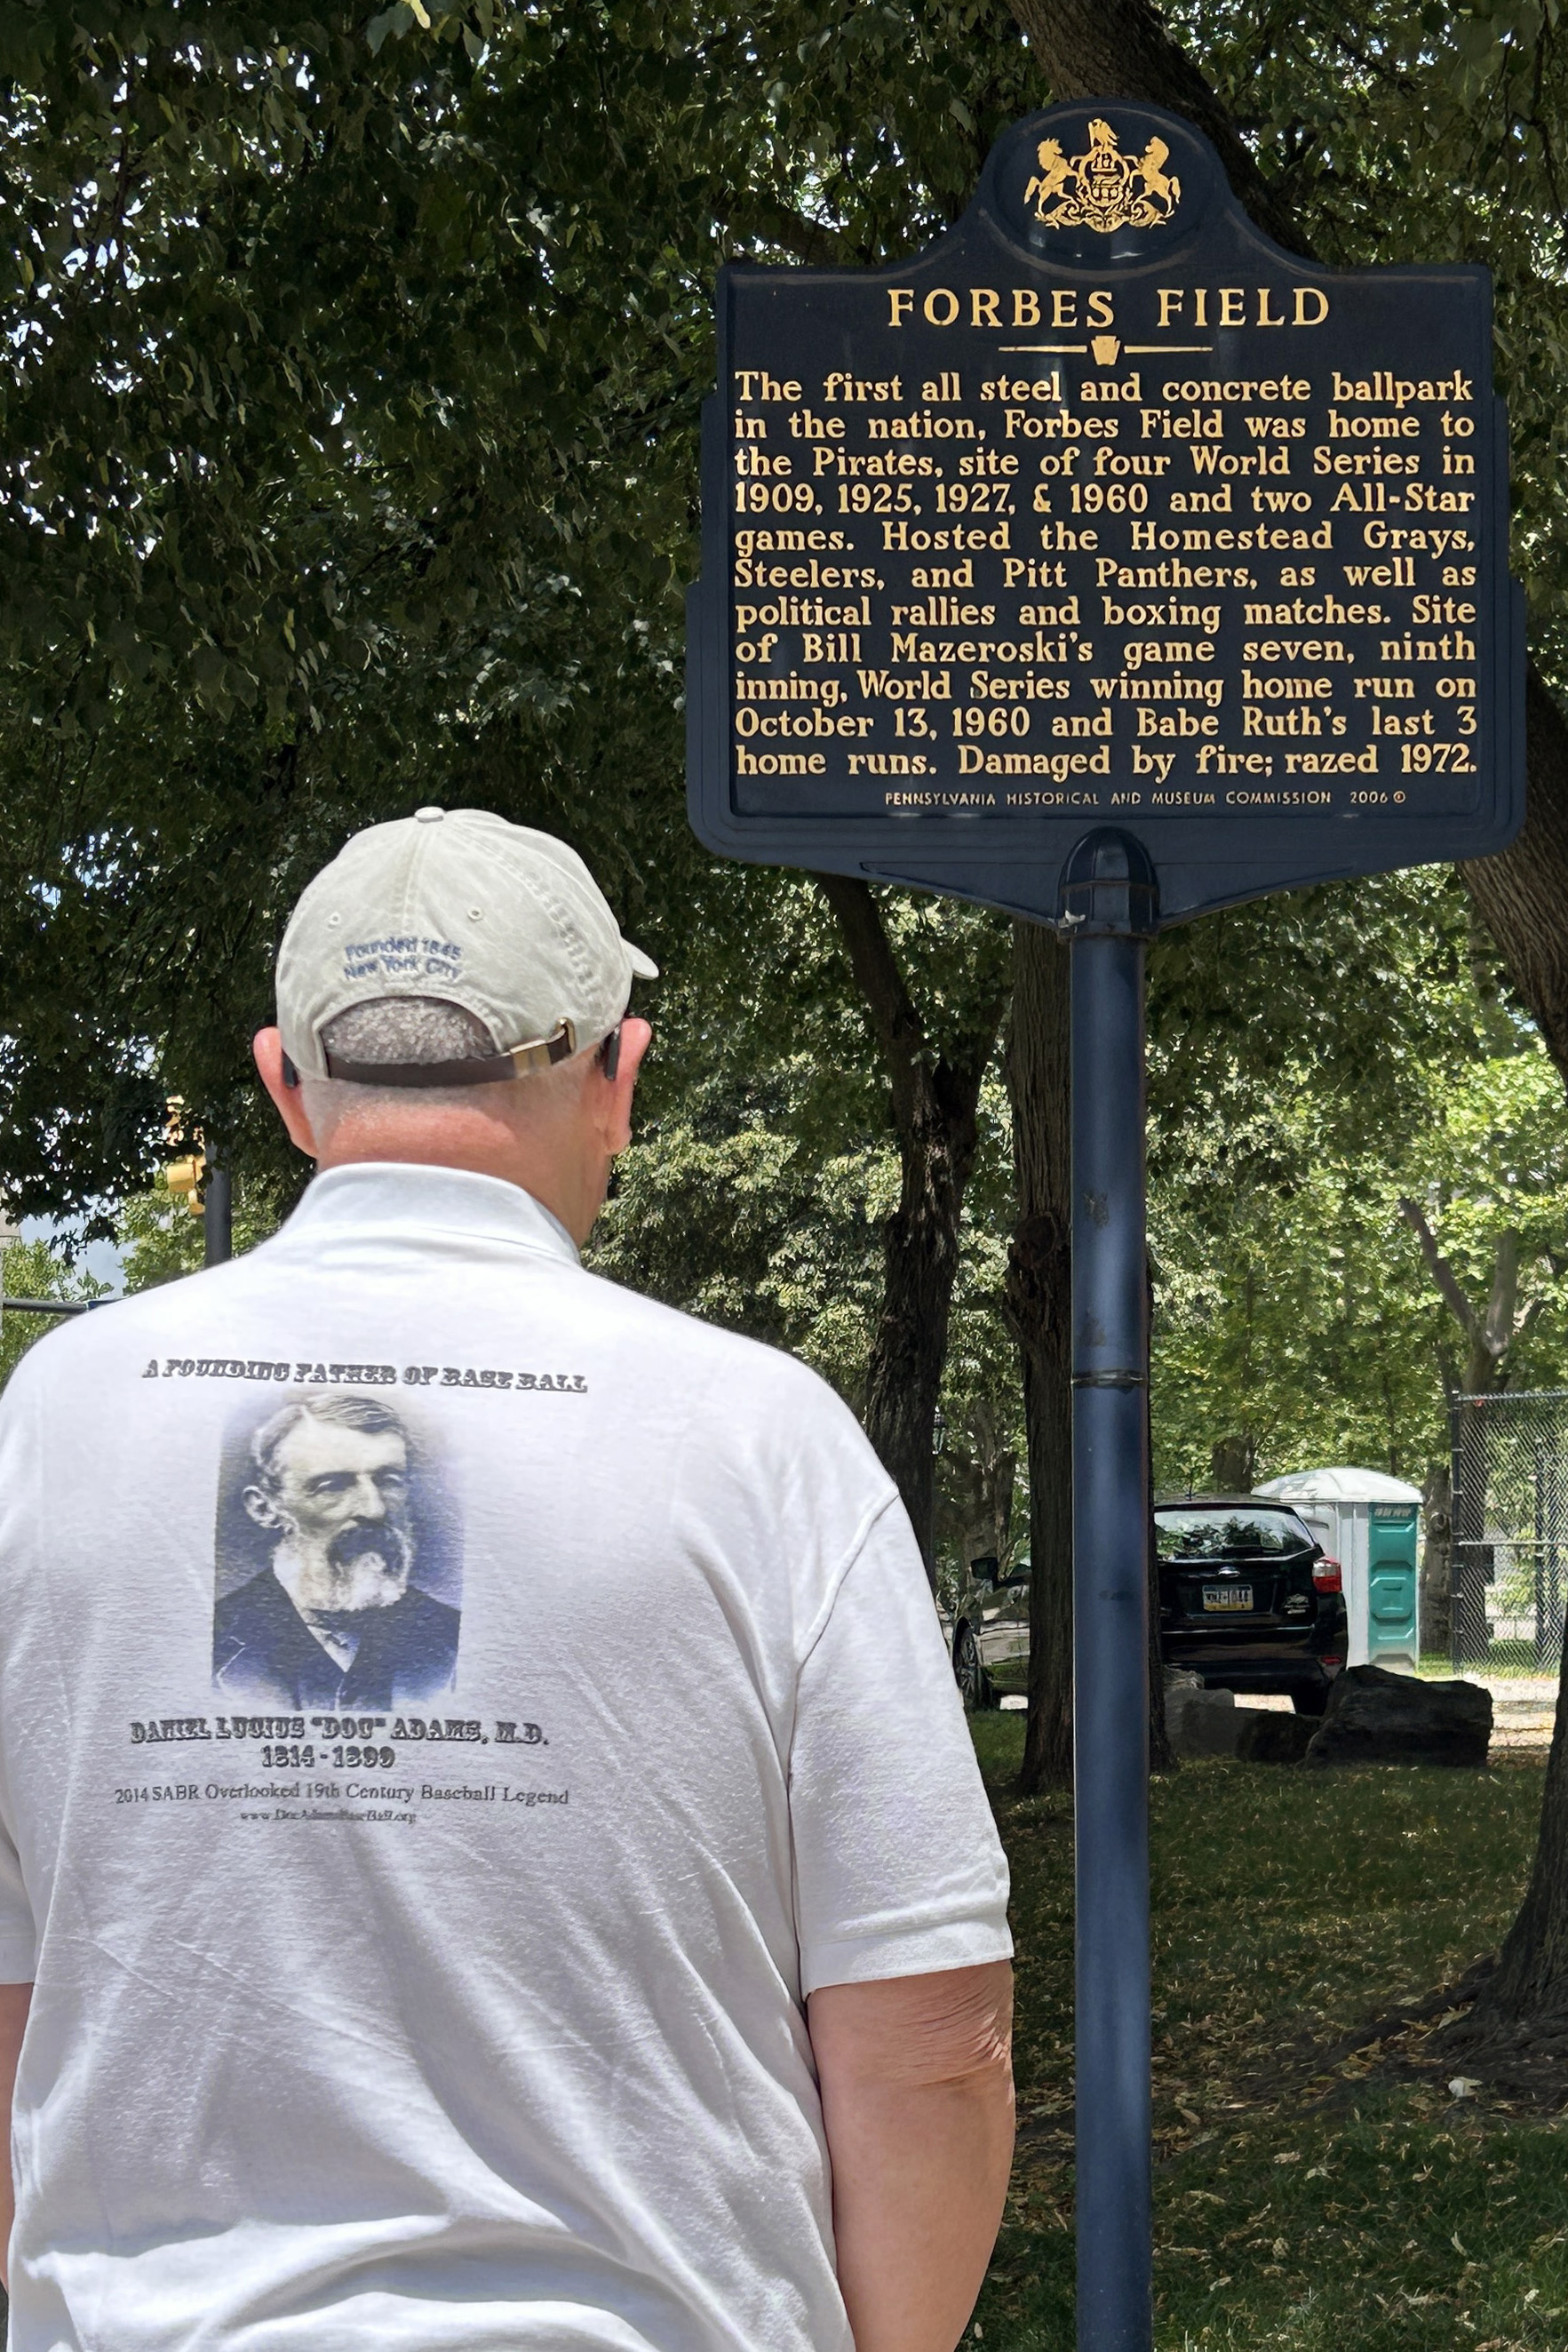 FORBES FIELD
The first all steel and concrete ballpark
in the nation, Forbes Field was home to
the Pirates, site of four World Series in
1909, 1925, 1927, & 1960 and two All-Star
games. Hosted the Homestead Grays,
Steelers, and Pitt Panthers, as well as
political rallies and boxing matches. Site
of Bill Mazeroski's game seven, ninth
inning, World Series winning home run on
October 13, 1960 and Babe Ruth's last 3
home runs. Damaged by fire; razed 1972.
PENNSYLVANIA HISTORICAL AND MUSEUM COMMISSION 2006 ©
Founded 1845
New York City
A FOUNDING FATHER OF BASE BALL
DANIEL LUCIUS "DOC" ADAMS, M.D.
1814 - 1899
2014 SABR Overlooked 19th Century Baseball Legend
www.DocAdamsBaseBall.org